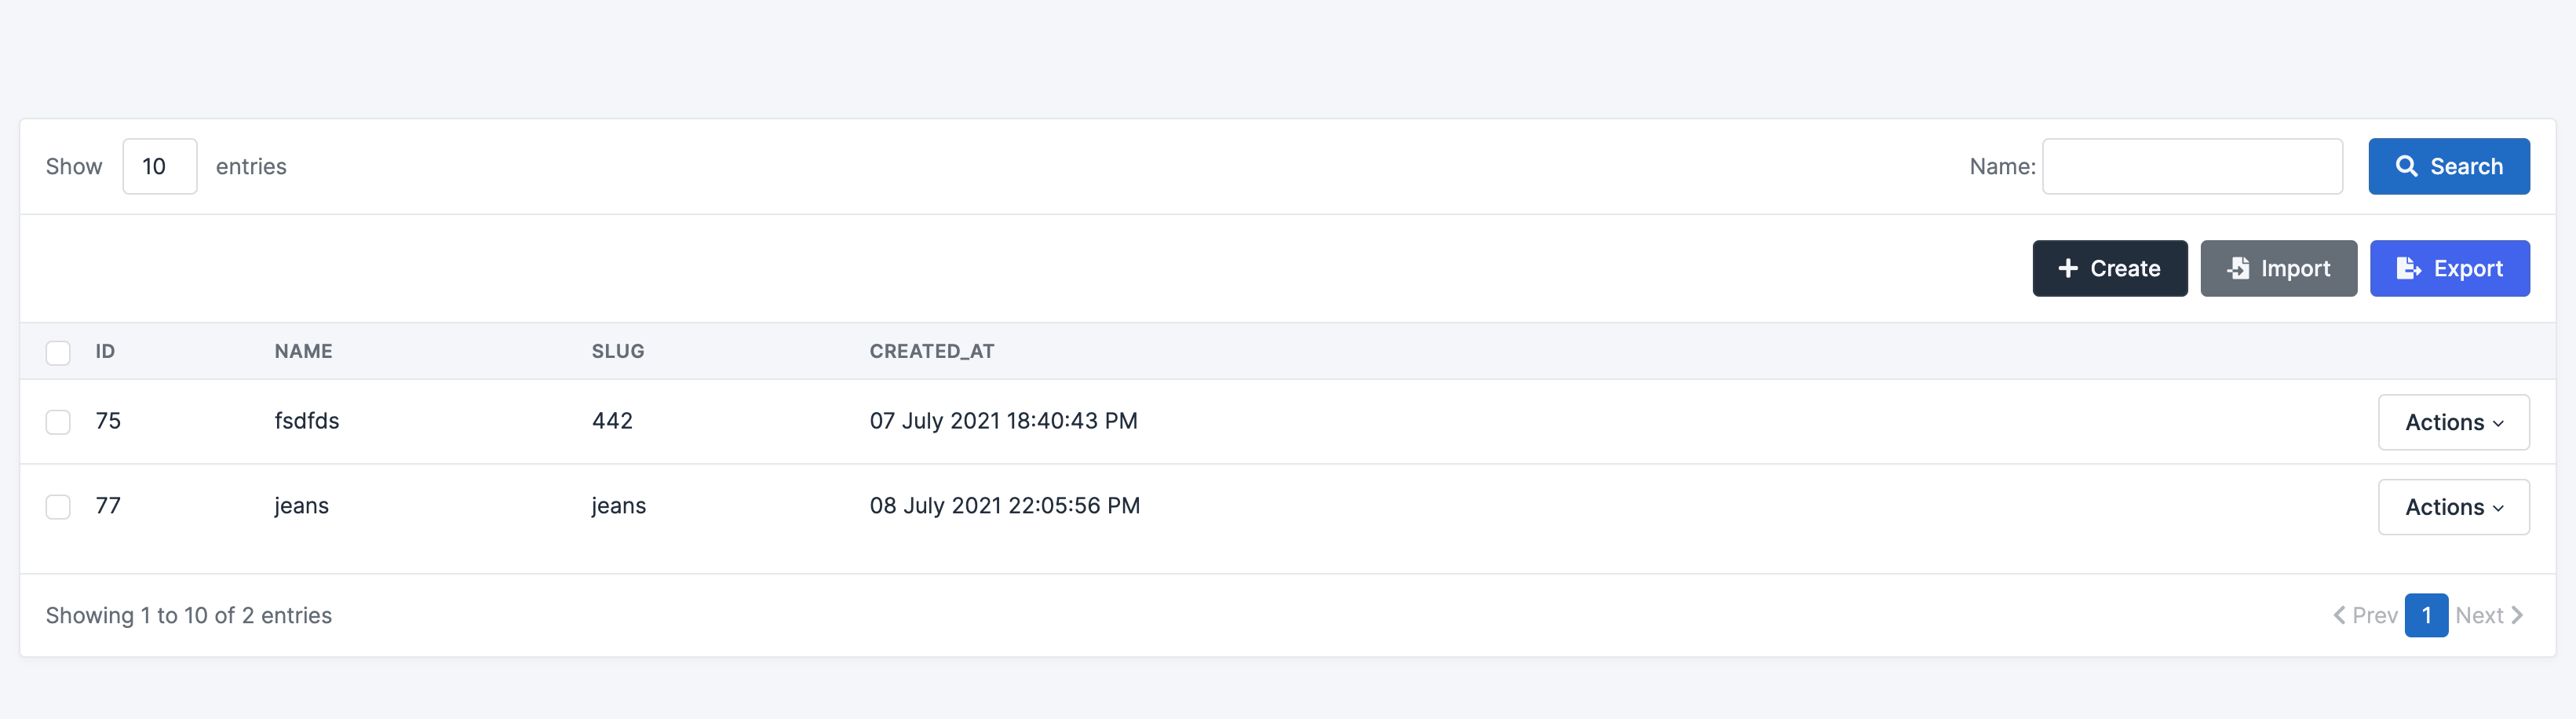 Show 10 entries Name: Search
Create Import Export
ID NAME SLUG CREATED_AT
75 fsdfds 442 07 July 2021 18:40:43 PM Actions
77 jeans jeans 08 July 2021 22:05:56 PM Actions
Showing 1 to 10 of 2 entries Prev 1 Next